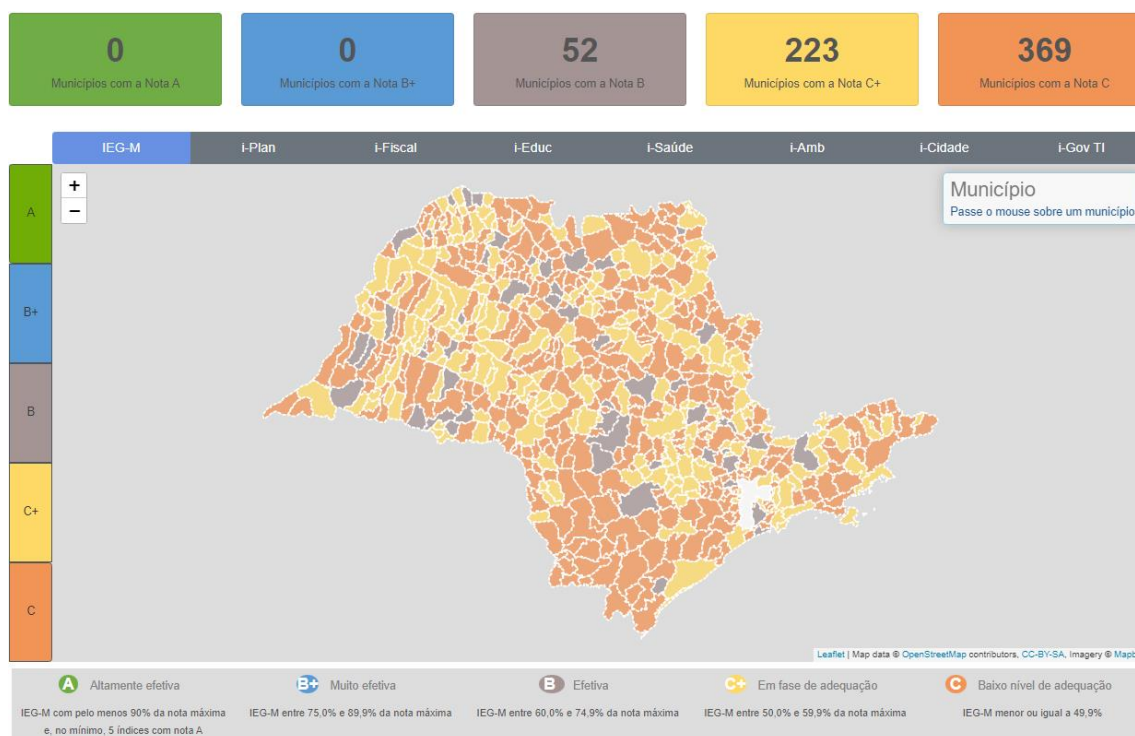 0
Municípios com a Nota A
0
Municípios com a Nota B+
52
Municípios com a Nota B
223
Municípios com a Nota C+
369
Municípios com a Nota C
IEG-M i-Plan i-Fiscal i-Educ i-Saúde i-Amb i-Cidade i-Gov TI
A
B+
B
C+
C
+
−
Município
Passe o mouse sobre um município
Leaflet | Map data © OpenStreetMap contributors, CC-BY-SA, Imagery © Mapb
A Altamente efetiva
IEG-M com pelo menos 90% da nota máxima
e, no mínimo, 5 índices com nota A
B+ Muito efetiva
IEG-M entre 75,0% e 89,9% da nota máxima
B Efetiva
IEG-M entre 60,0% e 74,9% da nota máxima
C+ Em fase de adequação
IEG-M entre 50,0% e 59,9% da nota máxima
C Baixo nível de adequação
IEG-M menor ou igual a 49,9%